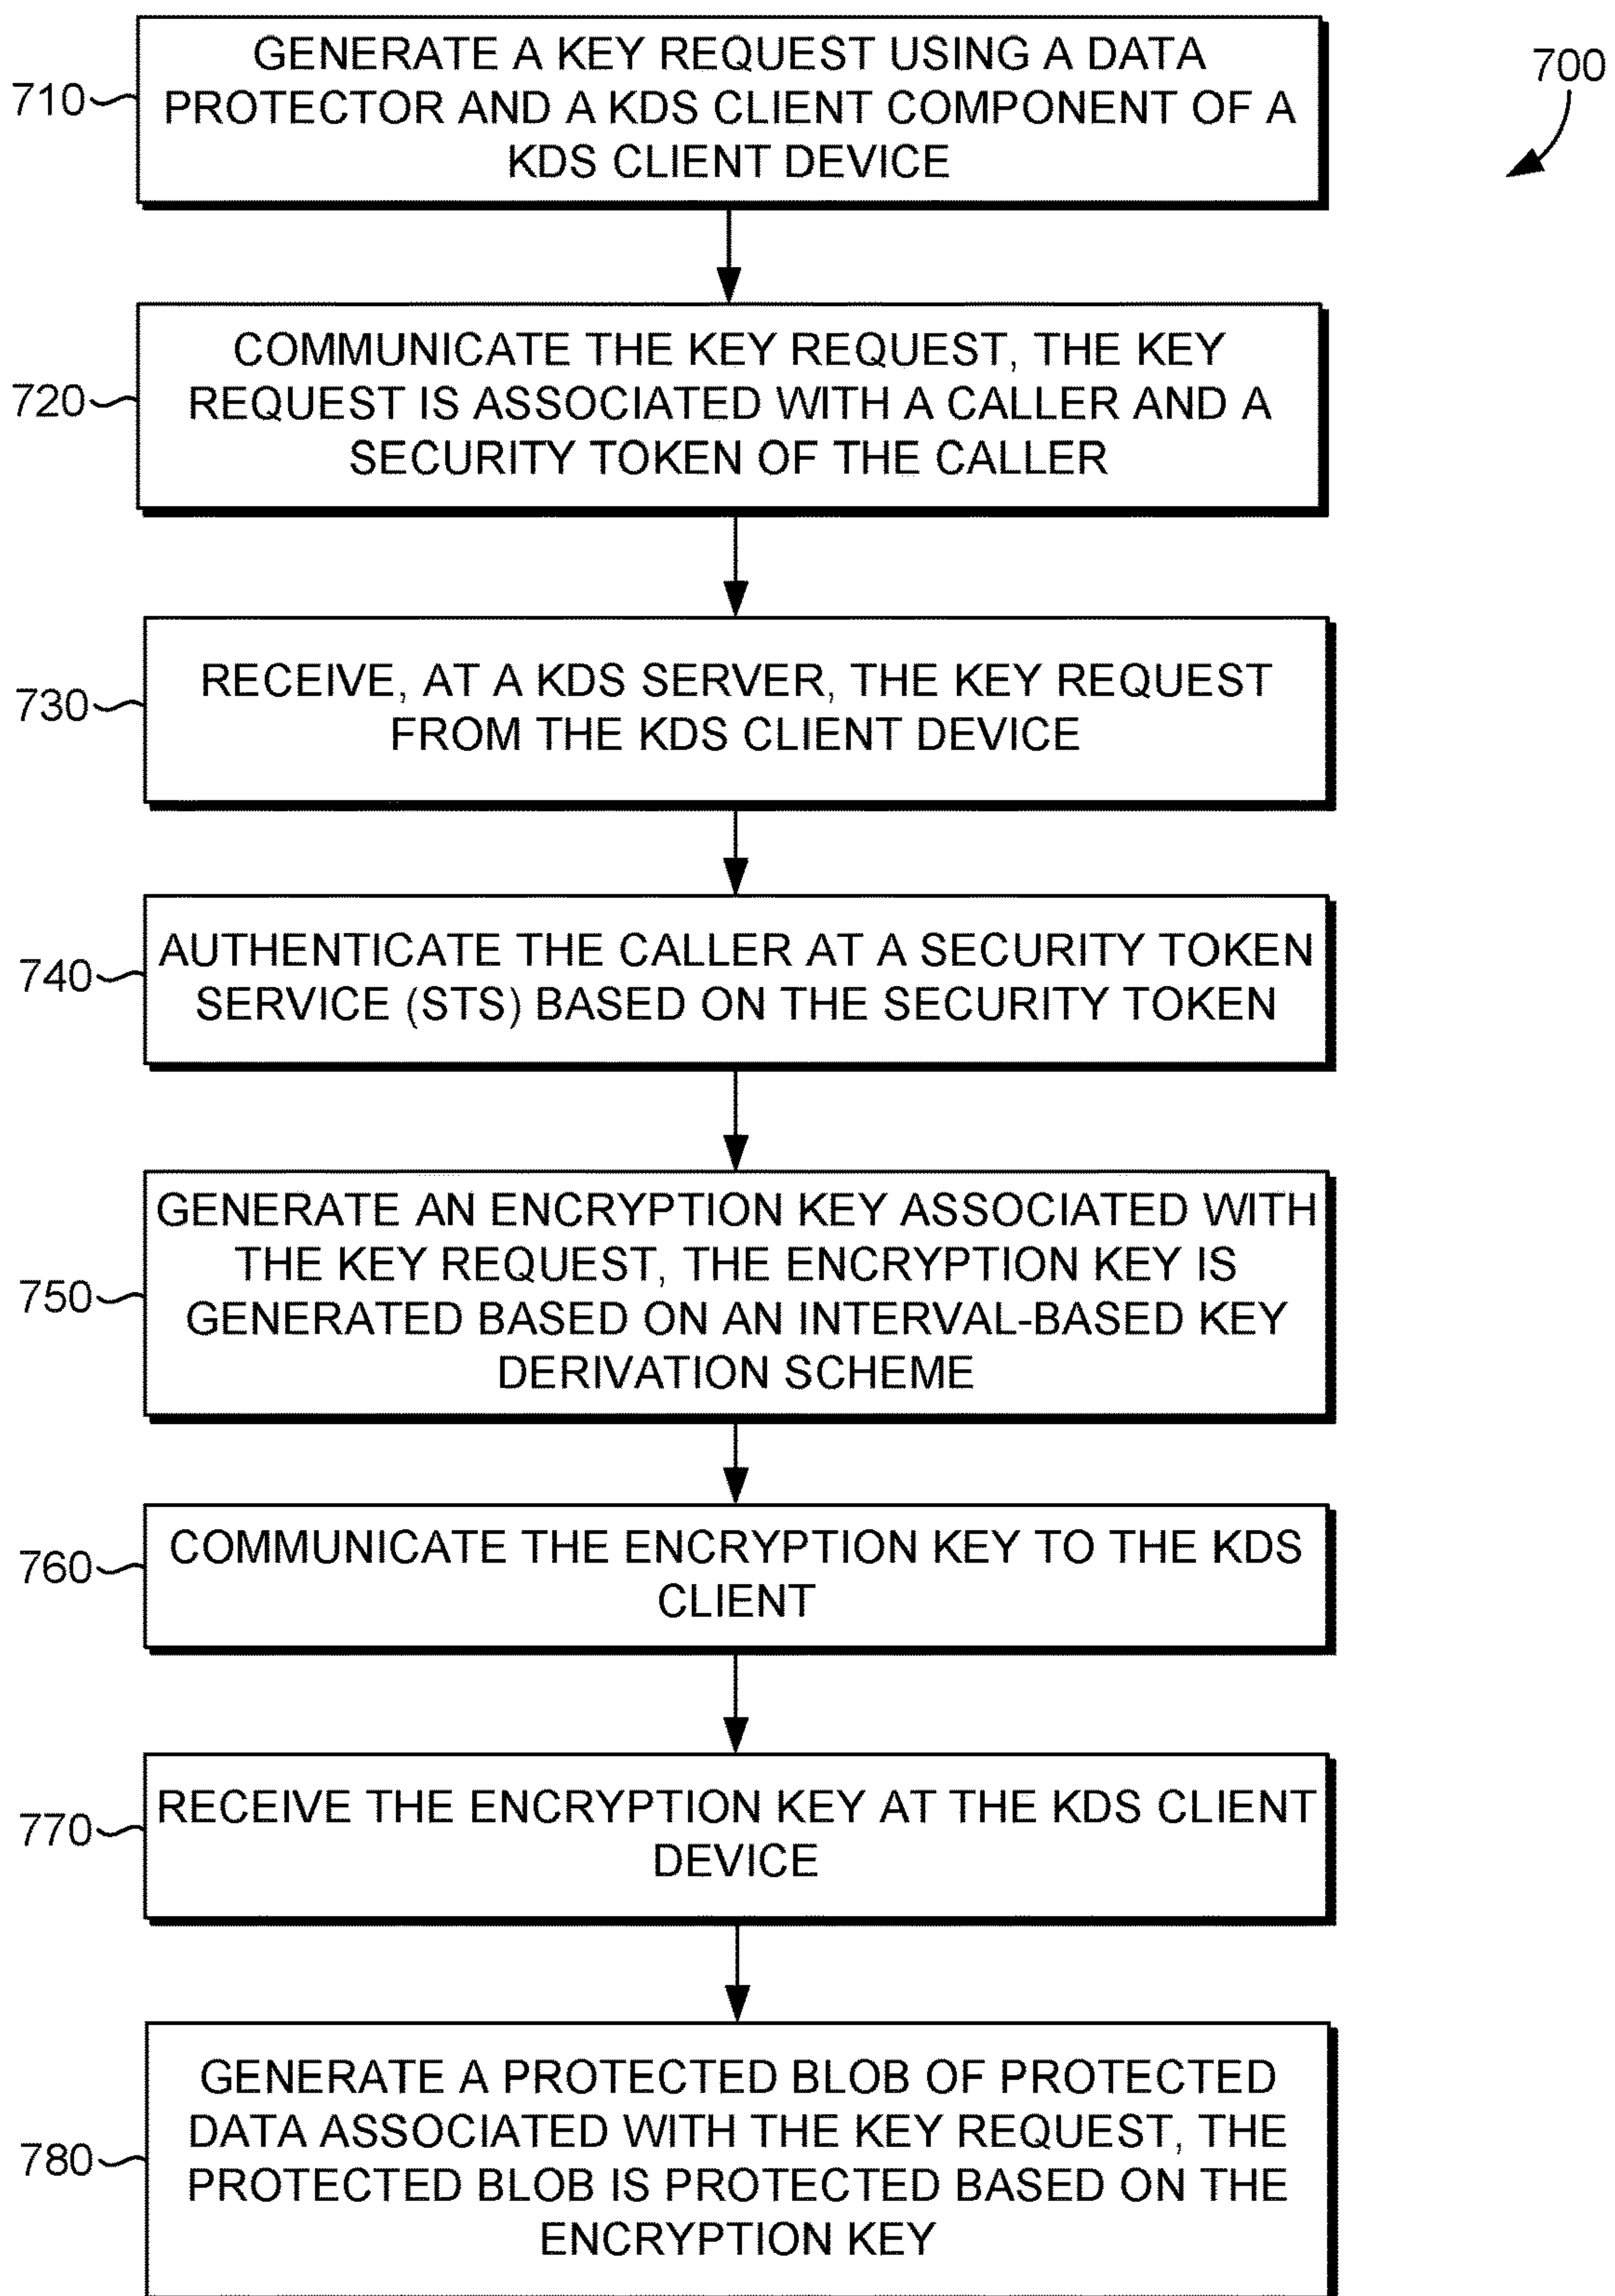 700
710
GENERATE A KEY REQUEST USING A DATA
PROTECTOR AND A KDS CLIENT COMPONENT OF A
KDS CLIENT DEVICE
720
COMMUNICATE THE KEY REQUEST, THE KEY
REQUEST IS ASSOCIATED WITH A CALLER AND A
SECURITY TOKEN OF THE CALLER
730
RECEIVE, AT A KDS SERVER, THE KEY REQUEST
FROM THE KDS CLIENT DEVICE
740
AUTHENTICATE THE CALLER AT A SECURITY TOKEN
SERVICE (STS) BASED ON THE SECURITY TOKEN
750
GENERATE AN ENCRYPTION KEY ASSOCIATED WITH
THE KEY REQUEST, THE ENCRYPTION KEY IS
GENERATED BASED ON AN INTERVAL-BASED KEY
DERIVATION SCHEME
760
COMMUNICATE THE ENCRYPTION KEY TO THE KDS
CLIENT
770
RECEIVE THE ENCRYPTION KEY AT THE KDS CLIENT
DEVICE
780
GENERATE A PROTECTED BLOB OF PROTECTED
DATA ASSOCIATED WITH THE KEY REQUEST, THE
PROTECTED BLOB IS PROTECTED BASED ON THE
ENCRYPTION KEY